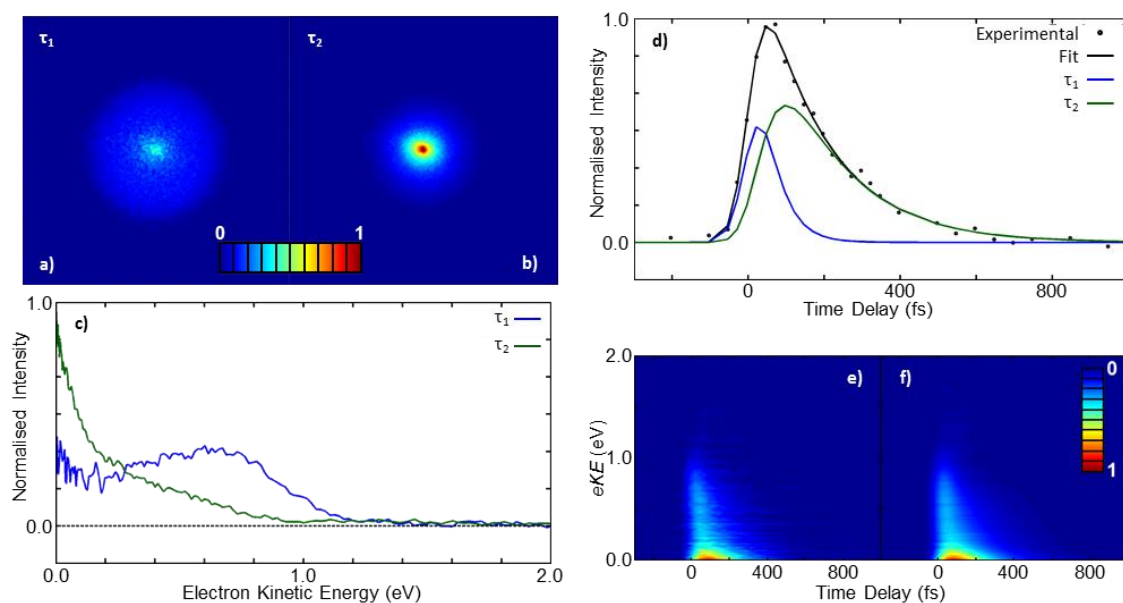 τ1
τ2
0
1
a)
b)
1.0
c)
τ1
τ2
Normalised Intensity
0.0
0.0
1.0
2.0
Electron Kinetic Energy (eV)
1.0
d)
Experimental
Fit
τ1
τ2
Normalised Intensity
0.0
0
400
800
Time Delay (fs)
2.0
e)
f)
0
1
eKE (eV)
1.0
0.0
0
400
800
0
400
800
Time Delay (fs)